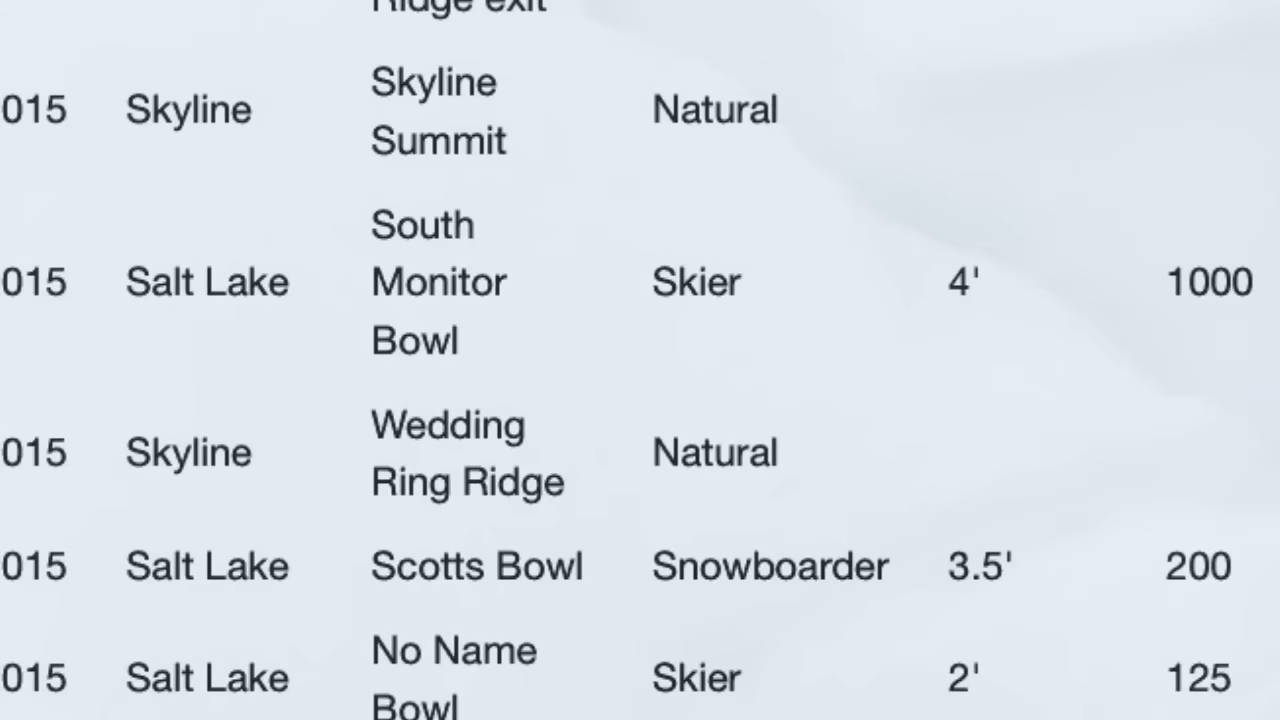 Ridge exit
015 Skyline Skyline Summit Natural
015 Salt Lake South Monitor Bowl Skier 4' 1000
015 Skyline Wedding Ring Ridge Natural
015 Salt Lake Scotts Bowl Snowboarder 3.5' 200
015 Salt Lake No Name Bowl Skier 2' 125